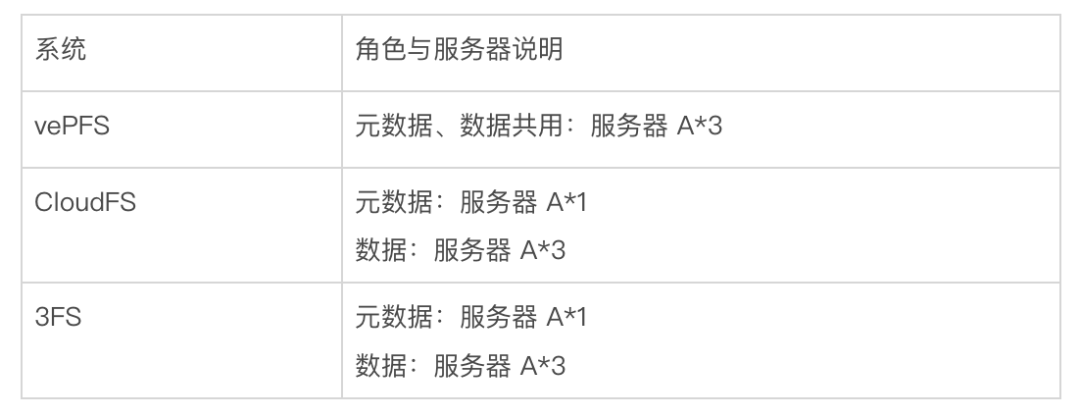 系统
角色与服务器说明
vePFS
元数据、数据共用：服务器 A*3
CloudFS
元数据：服务器 A*1
数据：服务器 A*3
3FS
元数据：服务器 A*1
数据：服务器 A*3